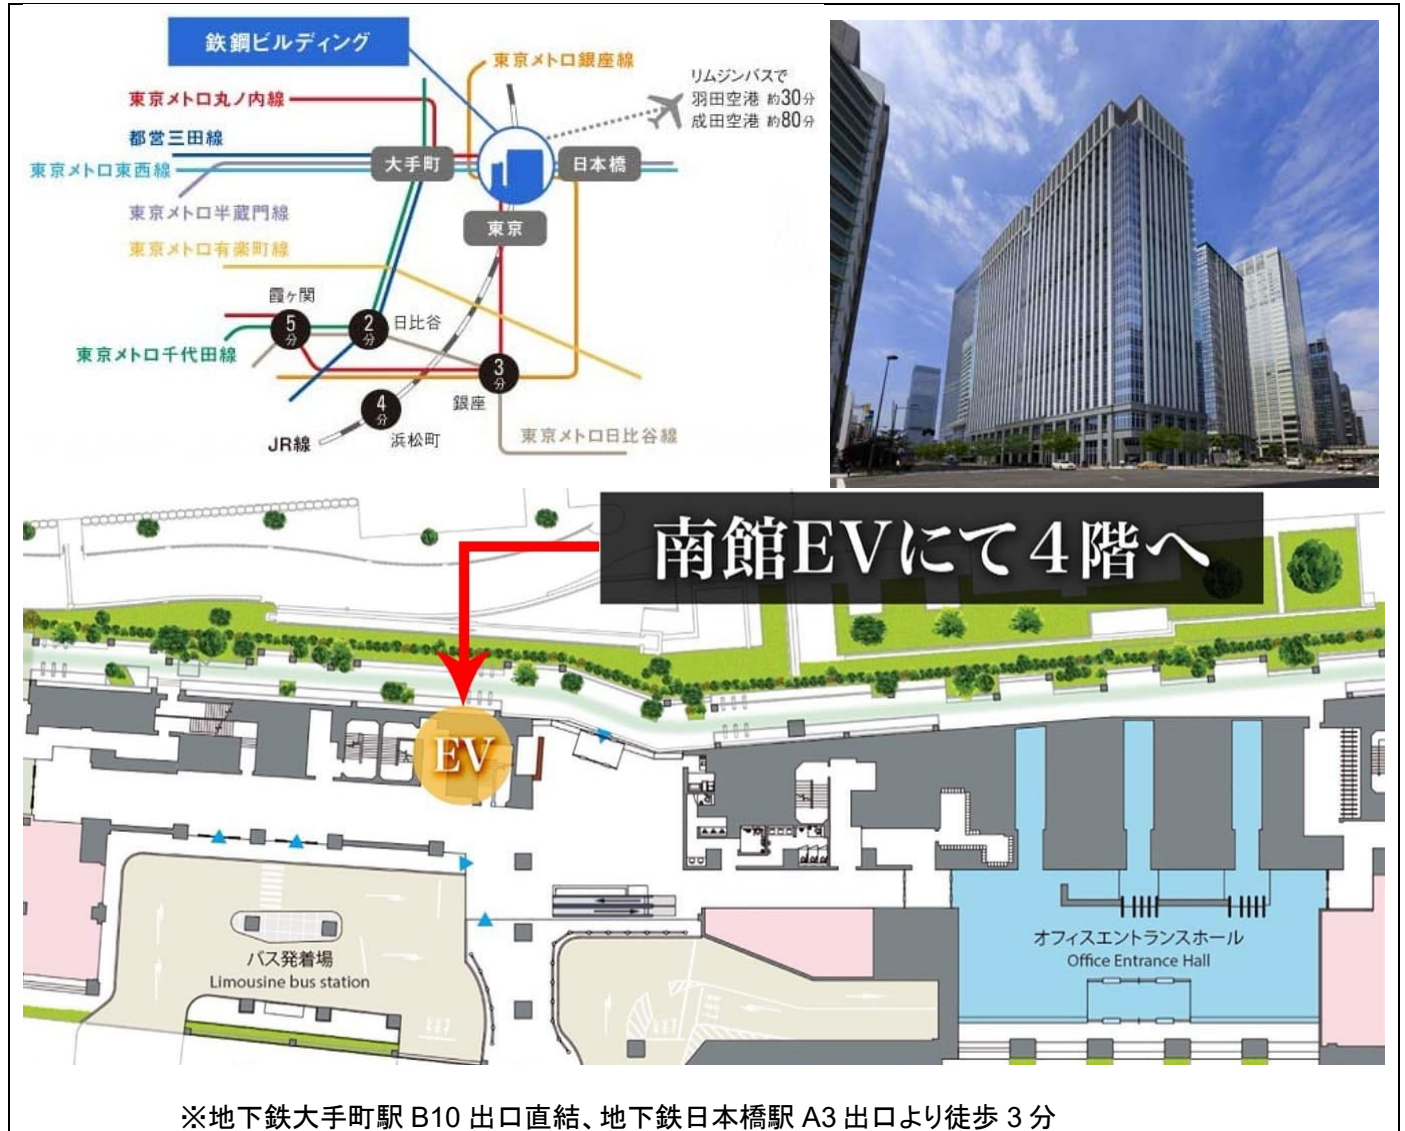 鉃鋼ビルディング
東京メトロ銀座線
リムジンバスで
羽田空港 約30分
成田空港 約80分
東京メトロ丸ノ内線
都営三田線
東京メトロ東西線
大手町
日本橋
東京メトロ半蔵門線
東京
東京メトロ有楽町線
霞ヶ関
5分
2分
日比谷
東京メトロ千代田線
3分
銀座
4分
浜松町
JR線
東京メトロ日比谷線
南館EVにて4階へ
EV
バス発着場
Limousine bus station
オフィスエントランスホール
Office Entrance Hall
※地下鉄大手町駅 B10 出口直結、地下鉄日本橋駅 A3 出口より徒歩 3 分